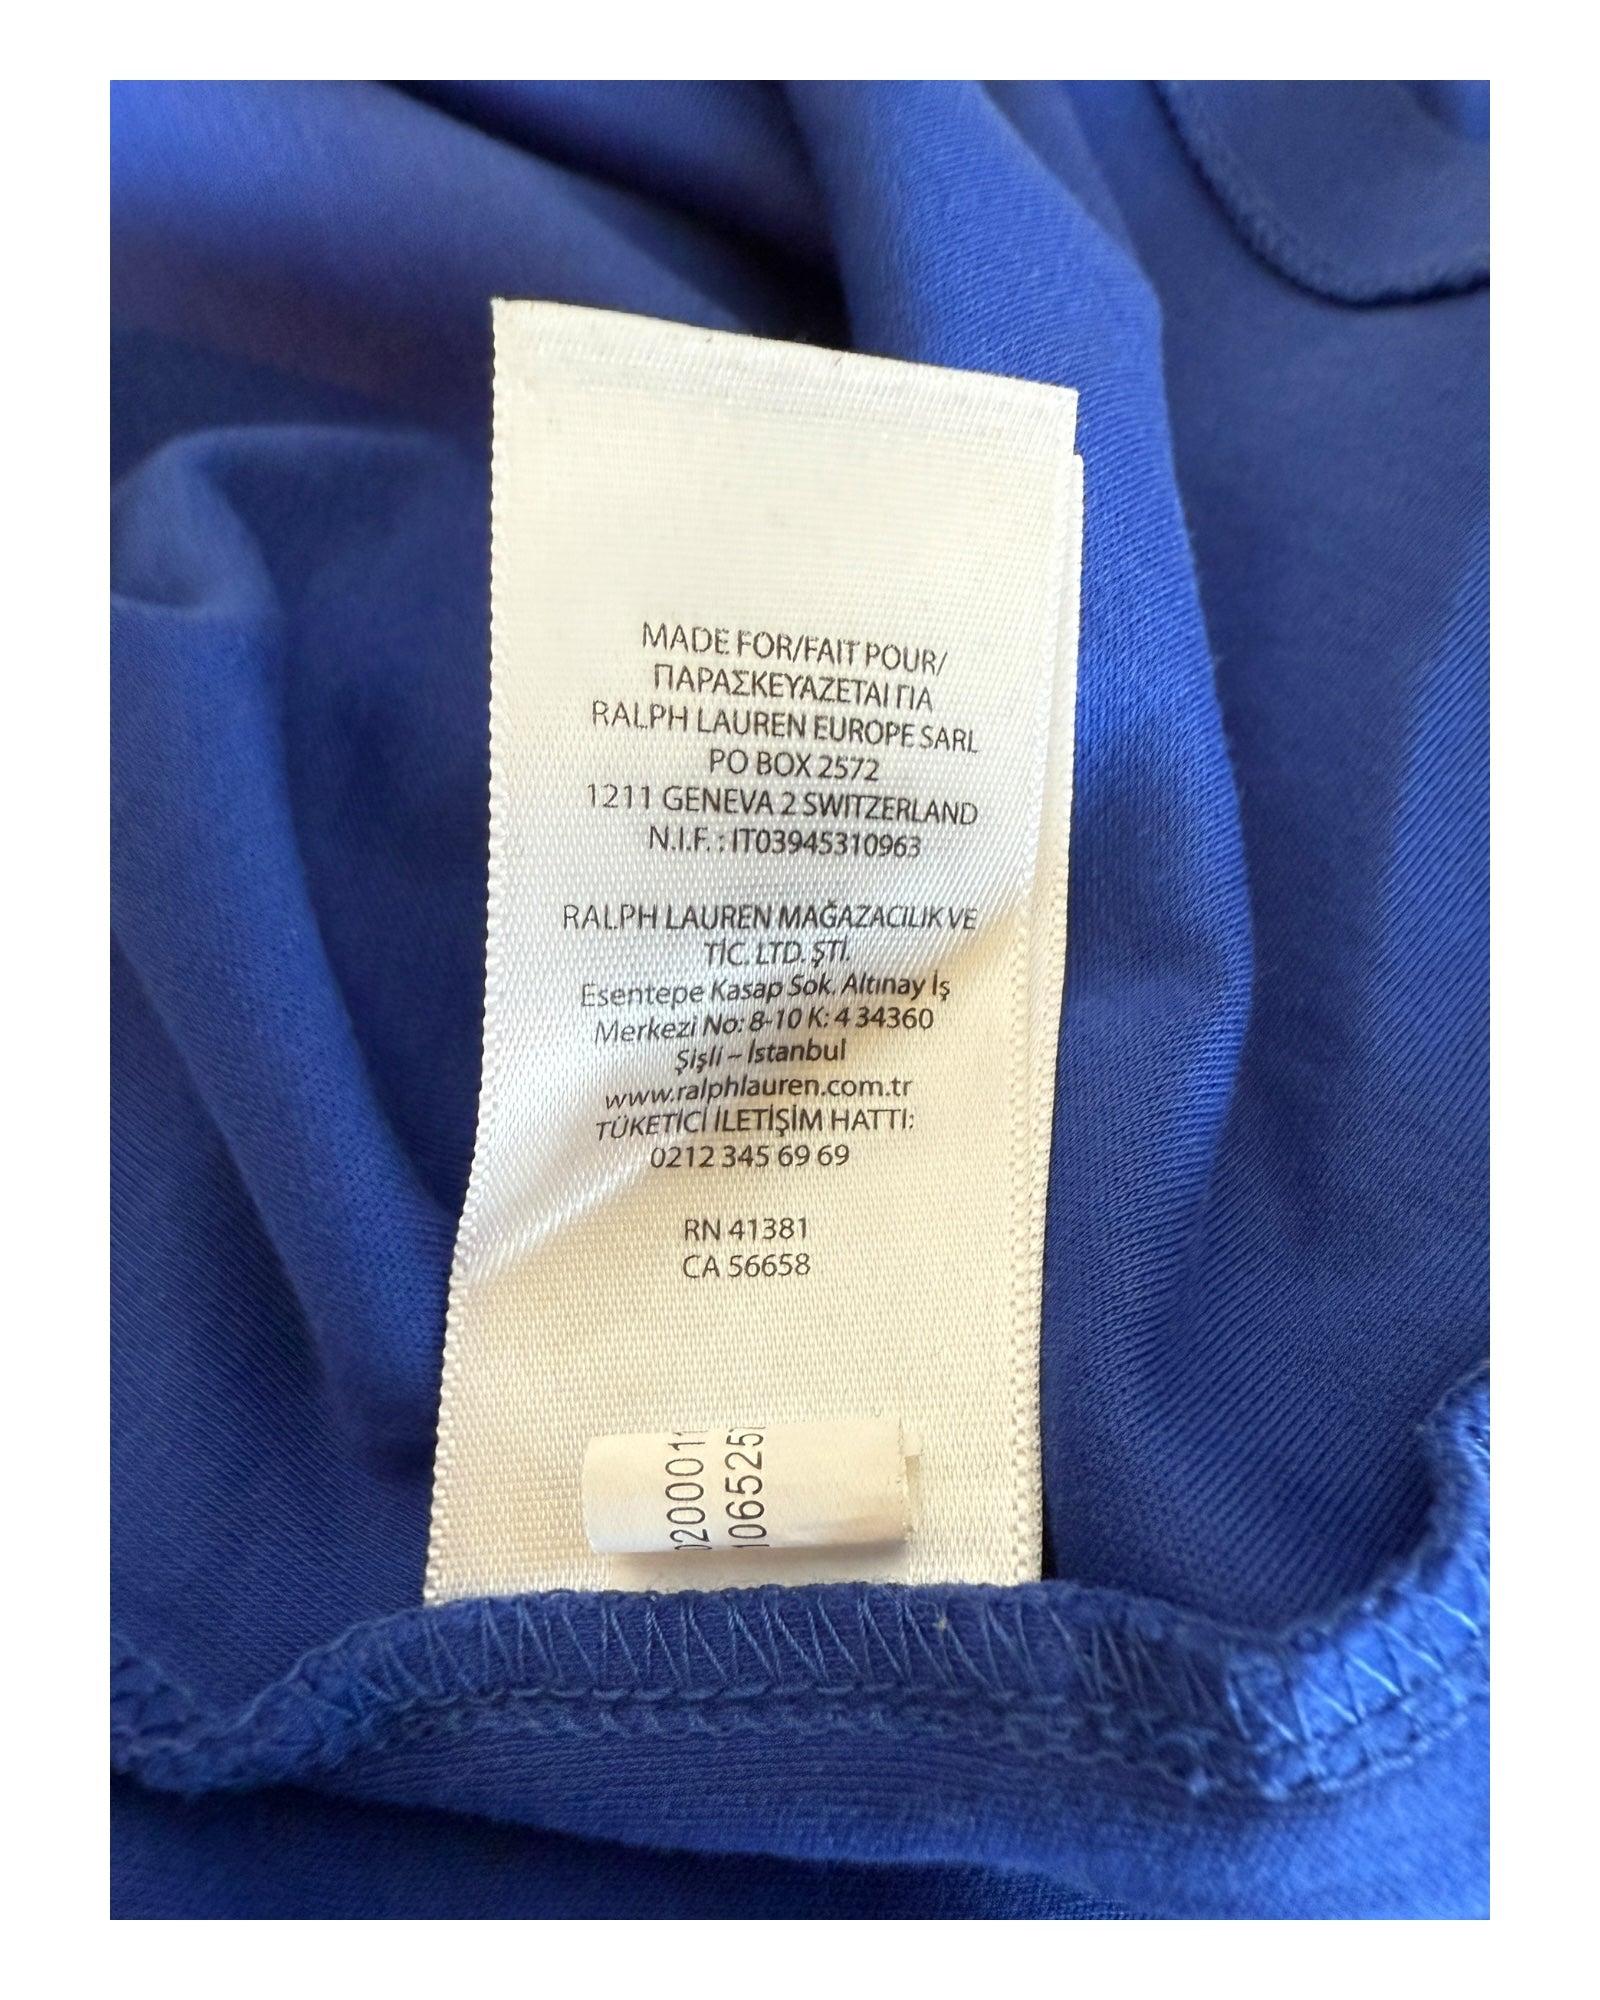 MADE FOR/FAIT POUR/
ΠΑΡΑΣΚΕΥΑΖΕΤΑΙ ΓΙΑ
RALPH LAUREN EUROPE SARL
PO BOX 2572
1211 GENEVA 2 SWITZERLAND
N.I.F. : IT03945310963
RALPH LAUREN MAĞAZACILIK VE
TİC. LTD. ŞTİ.
Esentepe Kasap Sok. Altınay İş
Merkezi No: 8-10 K: 4 34360
Şişli – İstanbul
www.ralphlauren.com.tr
TÜKETİCİ İLETİŞİM HATTI:
0212 345 69 69
RN 41381
CA 56658